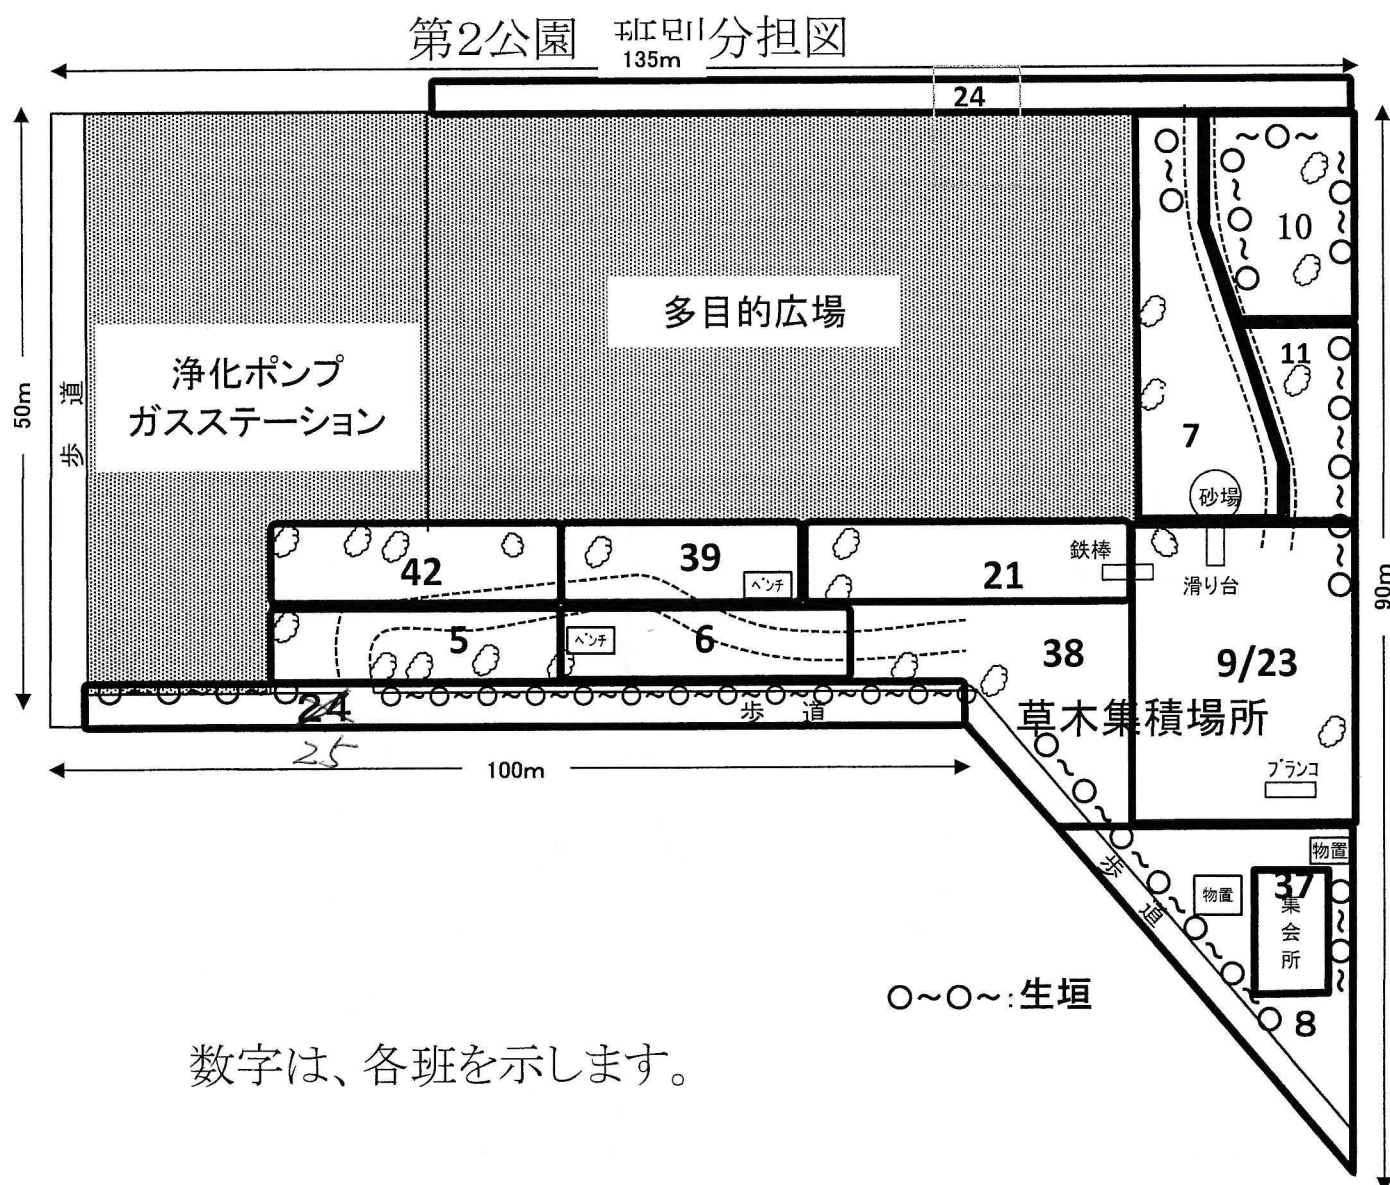 第2公園 班別分担図
135m
24
50m
歩道
浄化ポンプ
ガスステーション
多目的広場
10
11
7
砂場
90m
42
39
ベンチ
21
鉄棒
滑り台
5
ベンチ
6
38
9/23
草木集積場所
24
歩道
25
100m
ブランコ
物置
物置
37
集会所
歩道
8
○~○~:生垣
数字は、各班を示します。